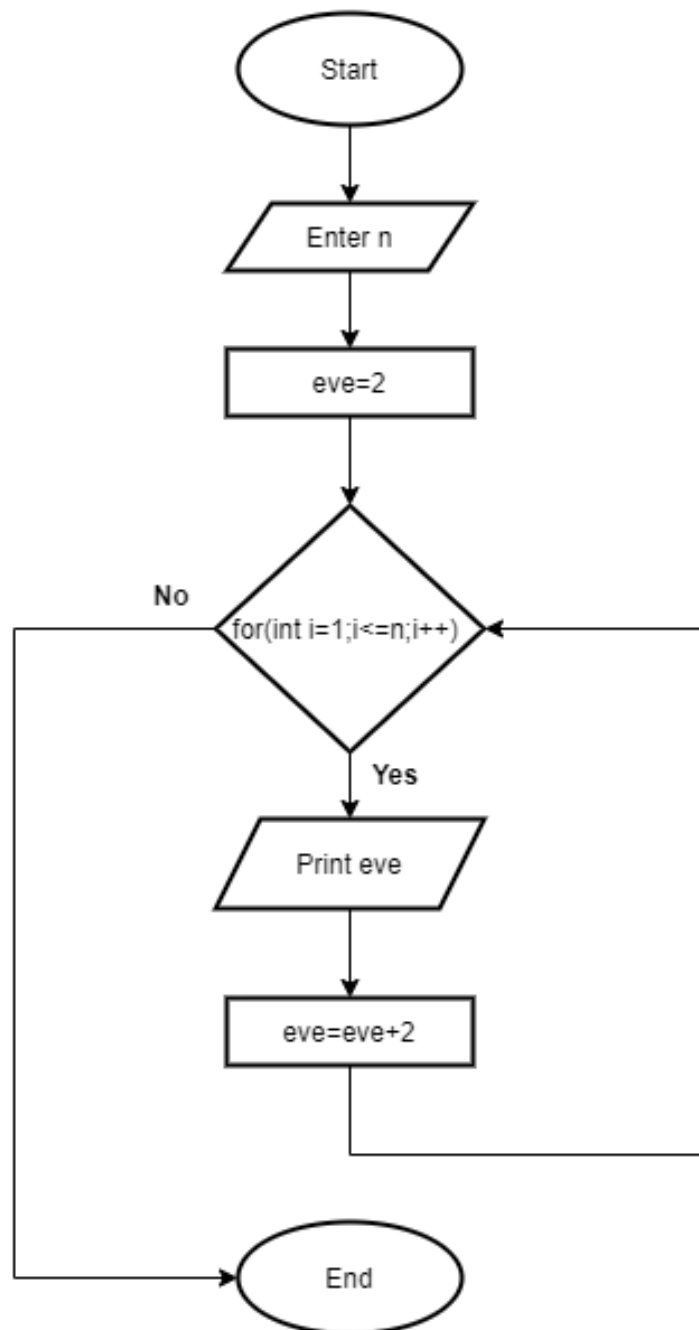 Start
Enter n
eve=2
No
for(int i=1;i<=n;i++)
Yes
Print eve
eve=eve+2
End